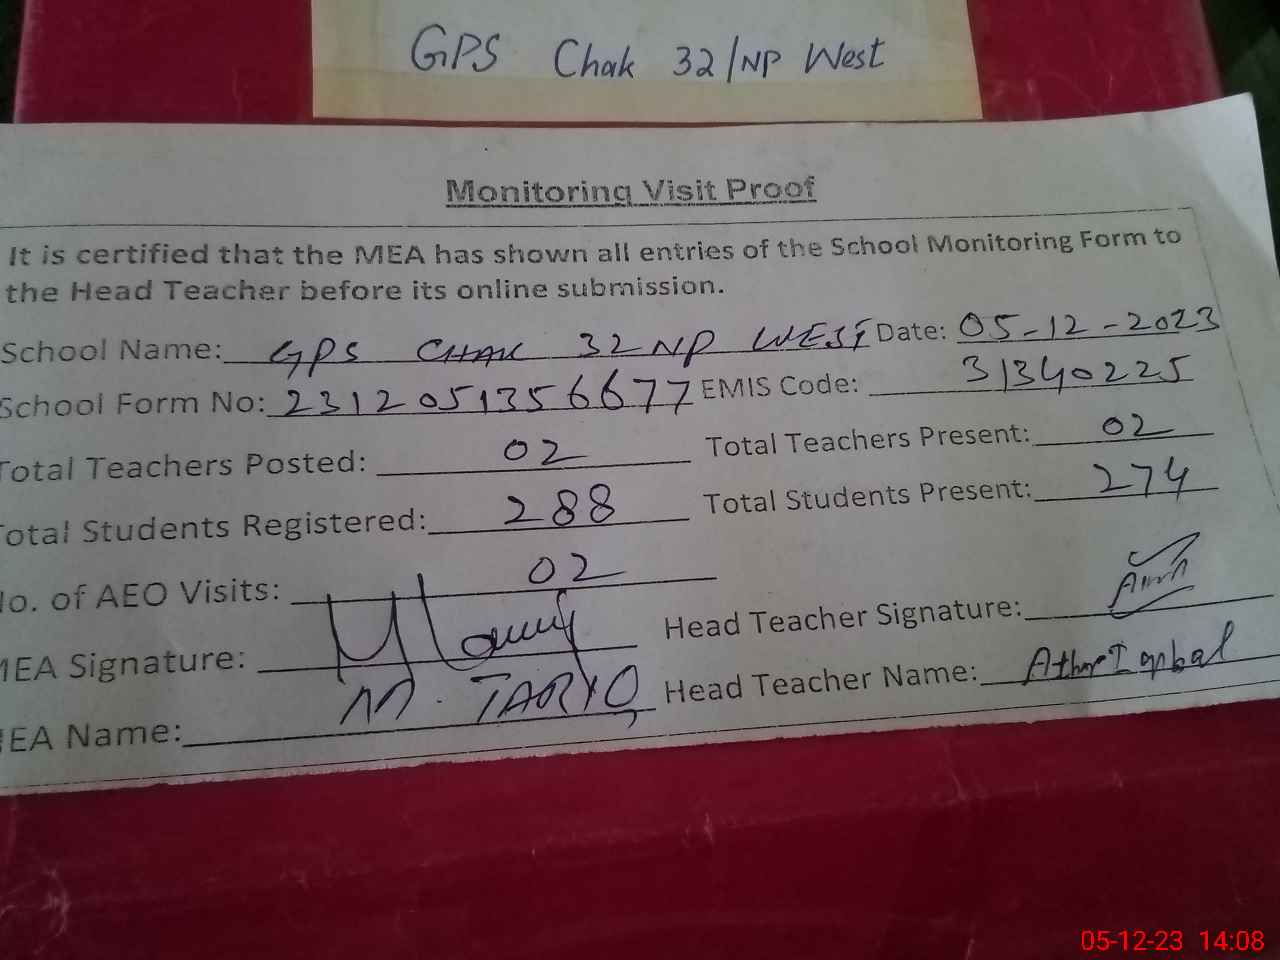 GPS Chak 32/NP West
Monitoring Visit Proof
It is certified that the MEA has shown all entries of the School Monitoring Form to
the Head Teacher before its online submission.
School Name: GPS CHAK 32 NP WEST Date: 05-12-2023
School Form No: 2312051356677 EMIS Code: 31340225
Total Teachers Posted: 02 Total Teachers Present: 02
Total Students Registered: 288 Total Students Present: 274
No. of AEO Visits: 02
MEA Signature: Head Teacher Signature:
MEA Name: M. TARIQ Head Teacher Name: Athar Iqbal
05-12-23 14:08